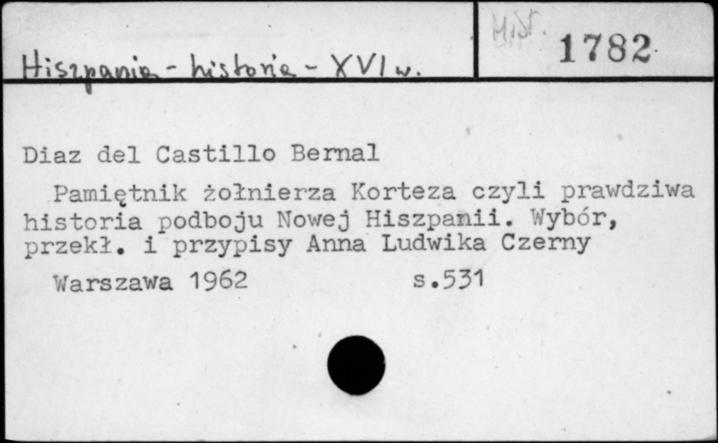 Hist. 1782
Hiszpania - historia - XVI w.
Diaz del Castillo Bernal
Pamiętnik żołnierza Korteza czyli prawdziwa
historia podboju Nowej Hiszpanii. Wybór,
przekł. i przypisy Anna Ludwika Czerny
Warszawa 1962 s.531